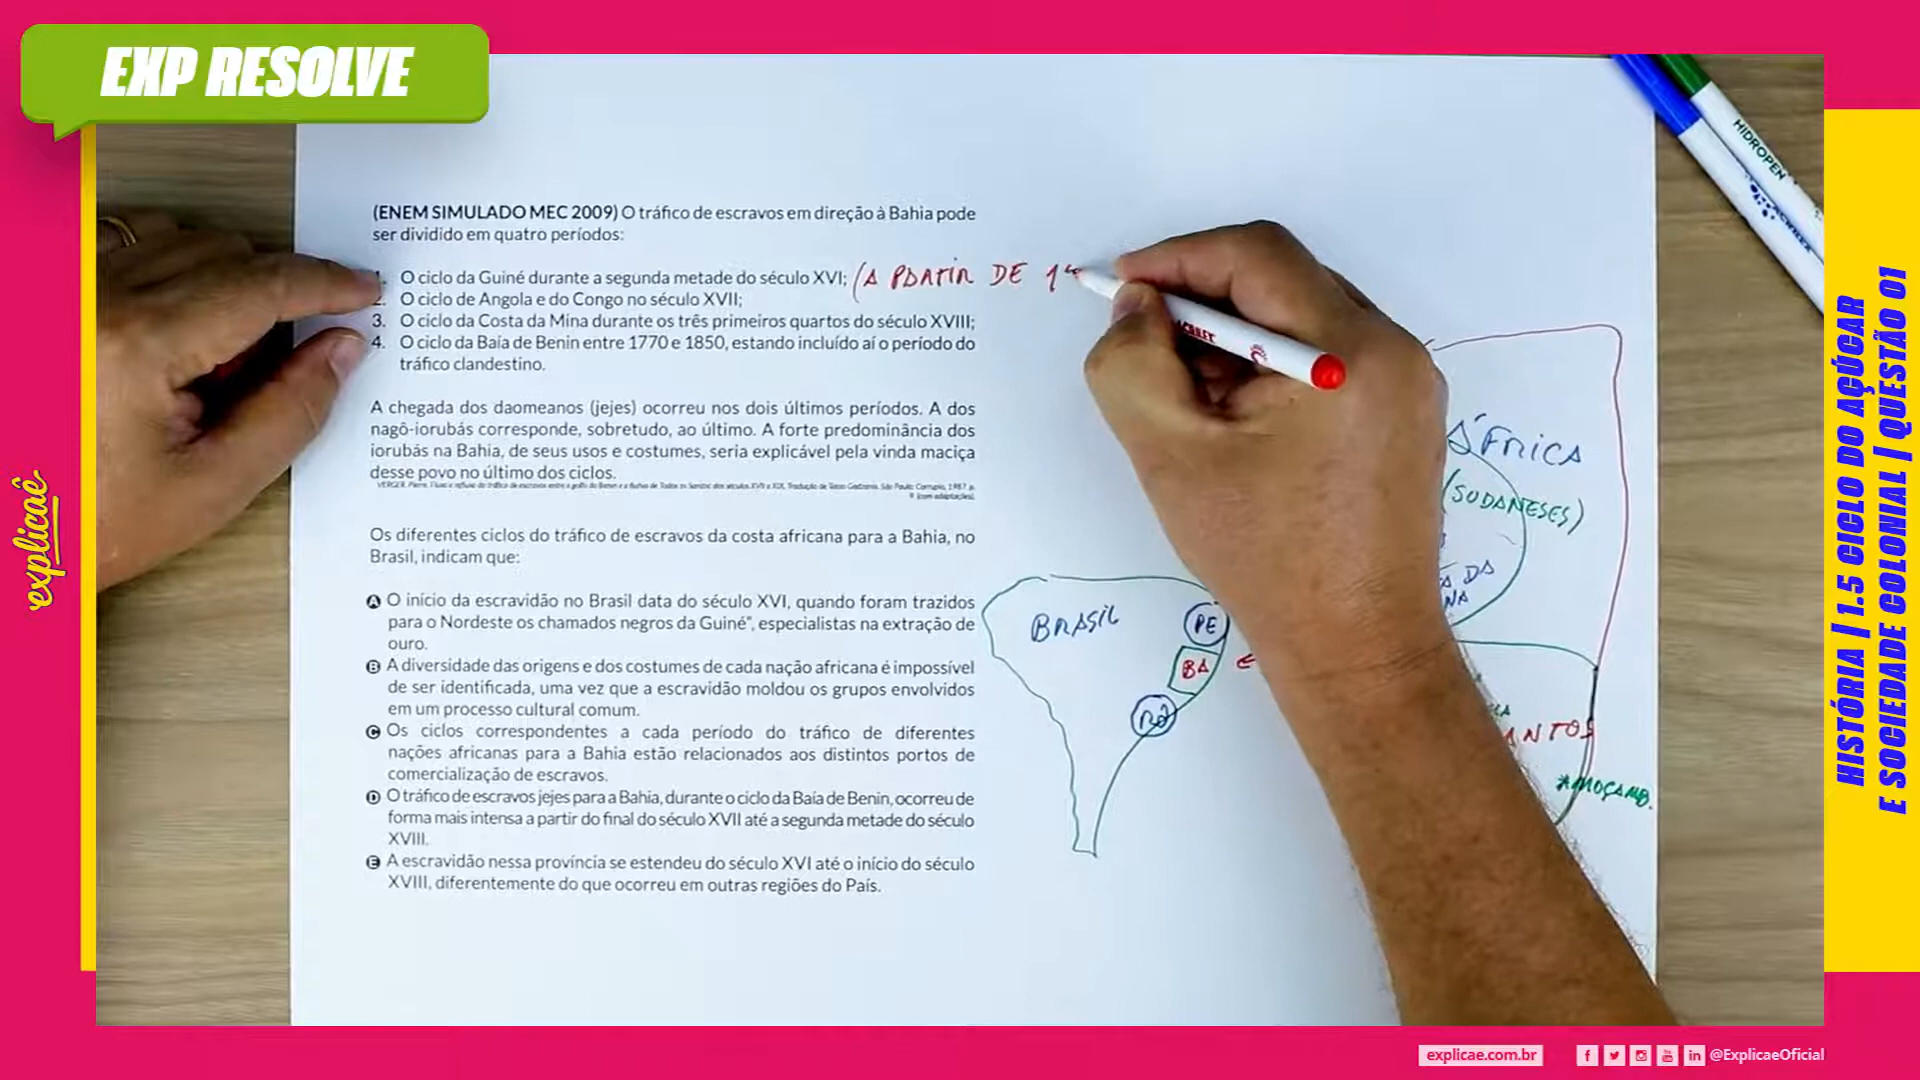 EXP RESOLVE
HIDROPEN
(ENEM SIMULADO MEC 2009) O tráfico de escravos em direção à Bahia pode
ser dividido em quatro períodos:
1. O ciclo da Guiné durante a segunda metade do século XVI; (A PDATIR DE
2. O ciclo de Angola e do Congo no século XVII;
3. O ciclo da Costa da Mina durante os três primeiros quartos do século XVIII;
4. O ciclo da Baía de Benin entre 1770 e 1850, estando incluído aí o período do
tráfico clandestino.
A chegada dos daomeanos (jejes) ocorreu nos dois últimos períodos. A dos
nagô-iorubás corresponde, sobretudo, ao último. A forte predominância dos
iorubás na Bahia, de seus usos e costumes, seria explicável pela vinda maciça
desse povo no último dos ciclos.
Os diferentes ciclos do tráfico de escravos da costa africana para a Bahia, no
Brasil, indicam que:
A O início da escravidão no Brasil data do século XVI, quando foram trazidos
para o Nordeste os chamados negros da Guiné", especialistas na extração de
ouro.
B A diversidade das origens e dos costumes de cada nação africana é impossível
de ser identificada, uma vez que a escravidão moldou os grupos envolvidos
em um processo cultural comum.
C Os ciclos correspondentes a cada período do tráfico de diferentes
nações africanas para a Bahia estão relacionados aos distintos portos de
comercialização de escravos.
D O tráfico de escravos jejes para a Bahia, durante o ciclo da Baía de Benin, ocorreu de
forma mais intensa a partir do final do século XVII até a segunda metade do século
XVIII.
E A escravidão nessa província se estendeu do século XVI até o início do século
XVIII, diferentemente do que ocorreu em outras regiões do País.
ÁFRICA
(SUDANESES)
DA
NA
BRASIL
PE
BA
ANTOS
*MOÇAMB.
explicaê
HISTÓRIA | 1.5 CICLO DO AÇÚCAR
E SOCIEDADE COLONIAL | QUESTÃO 01
explicae.com.br
@ExplicaeOficial